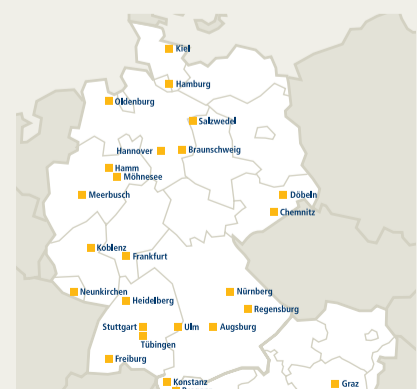 Kiel
Hamburg
Oldenburg
Salzwedel
Hannover
Braunschweig
Hamm
Möhnesee
Meerbusch
Döbeln
Chemnitz
Koblenz
Frankfurt
Neunkirchen
Nürnberg
Heidelberg
Regensburg
Stuttgart
Ulm
Augsburg
Tübingen
Freiburg
Konstanz
Graz